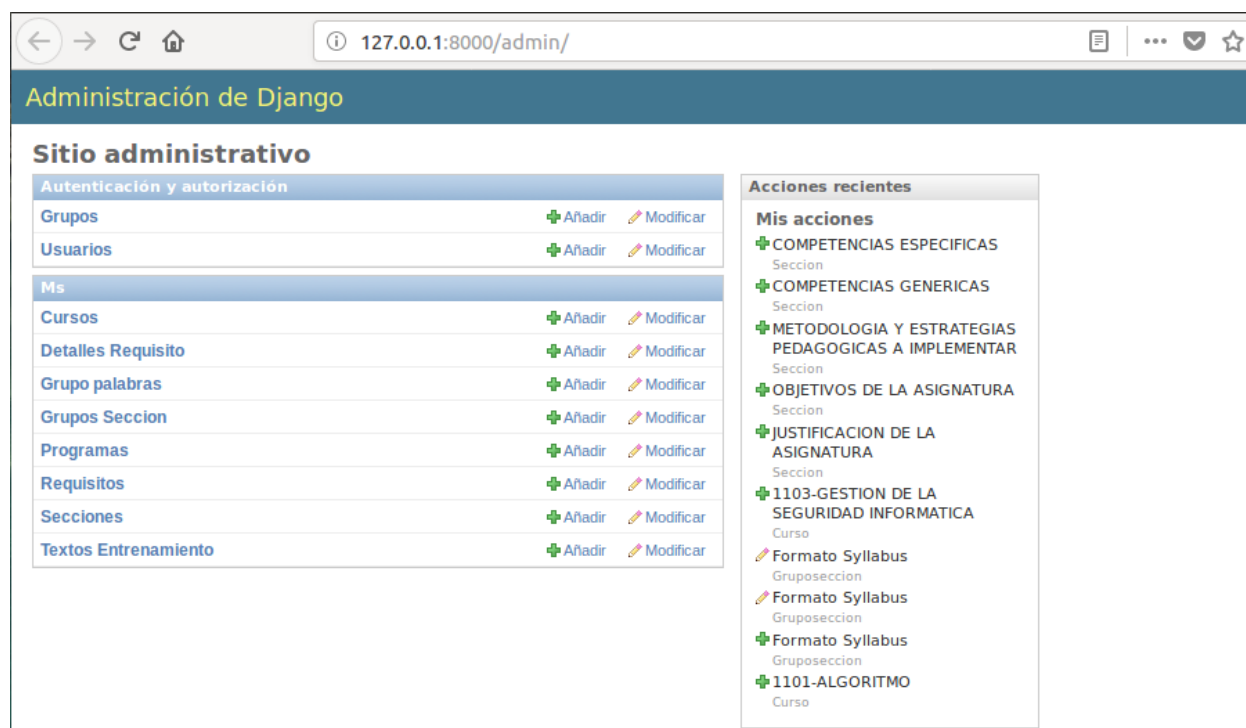 127.0.0.1:8000/admin/
Administración de Django
Sitio administrativo
Autenticación y autorización
Grupos Añadir Modificar
Usuarios Añadir Modificar
Ms
Cursos Añadir Modificar
Detalles Requisito Añadir Modificar
Grupo palabras Añadir Modificar
Grupos Seccion Añadir Modificar
Programas Añadir Modificar
Requisitos Añadir Modificar
Secciones Añadir Modificar
Textos Entrenamiento Añadir Modificar
Acciones recientes
Mis acciones
COMPETENCIAS ESPECIFICAS
Seccion
COMPETENCIAS GENERICAS
Seccion
METODOLOGIA Y ESTRATEGIAS
PEDAGOGICAS A IMPLEMENTAR
Seccion
OBJETIVOS DE LA ASIGNATURA
Seccion
JUSTIFICACION DE LA
ASIGNATURA
Seccion
1103-GESTION DE LA
SEGURIDAD INFORMATICA
Curso
Formato Syllabus
Gruposeccion
Formato Syllabus
Gruposeccion
Formato Syllabus
Gruposeccion
1101-ALGORITMO
Curso